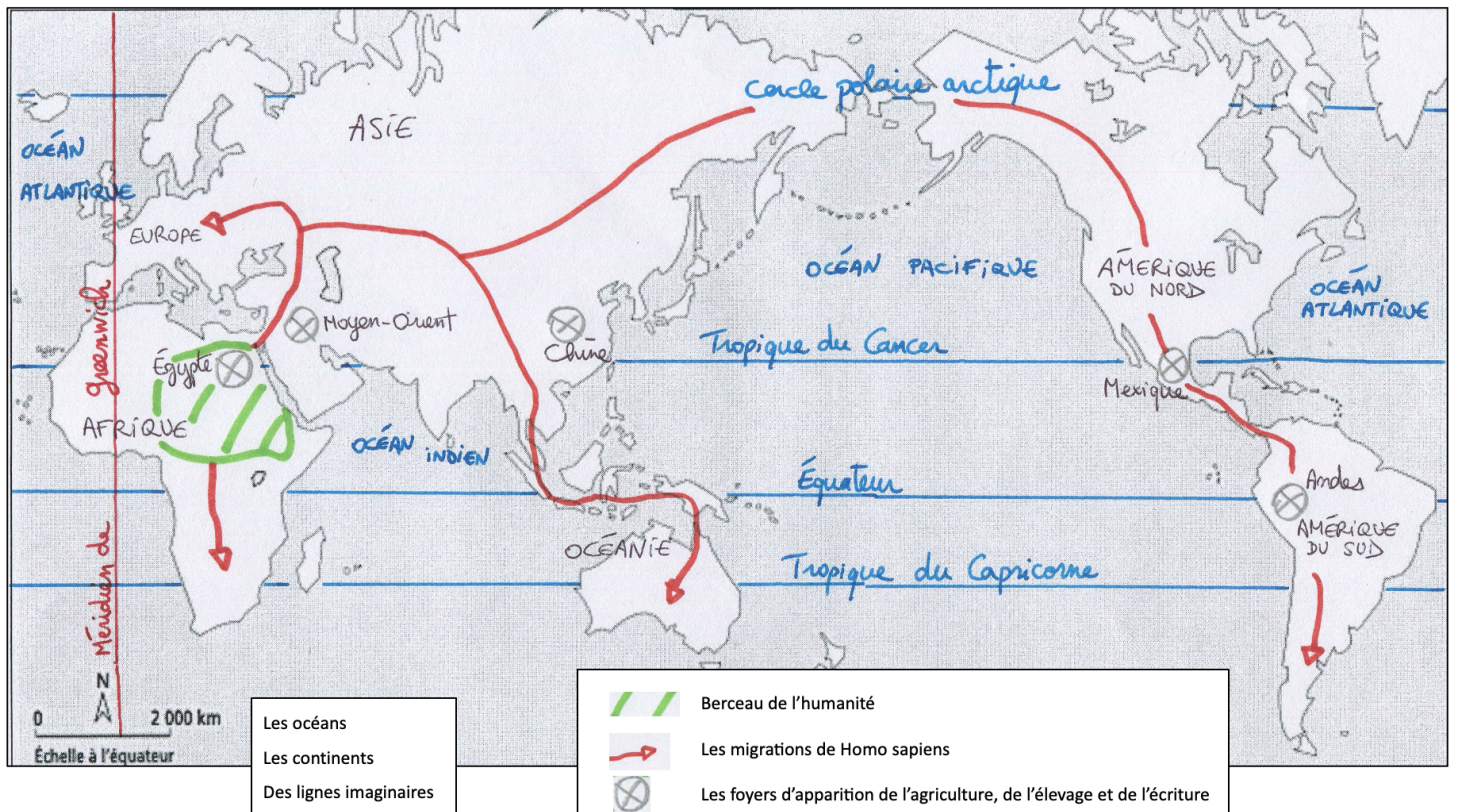 Cercle polaire arctique
ASIE
OCÉAN
ATLANTIQUE
EUROPE
OCÉAN PACIFIQUE
AMÉRIQUE
DU NORD
OCÉAN
ATLANTIQUE
Moyen-Orient
Chine
Tropique du Cancer
Égypte
Mexique
AFRIQUE
OCÉAN INDIEN
Équateur
Andes
OCÉANIE
AMÉRIQUE
DU SUD
Tropique du Capricorne
Méridien de greenwich
N
0 2 000 km
Échelle à l'équateur
Les océans
Les continents
Des lignes imaginaires
Berceau de l'humanité
Les migrations de Homo sapiens
Les foyers d'apparition de l'agriculture, de l'élevage et de l'écriture